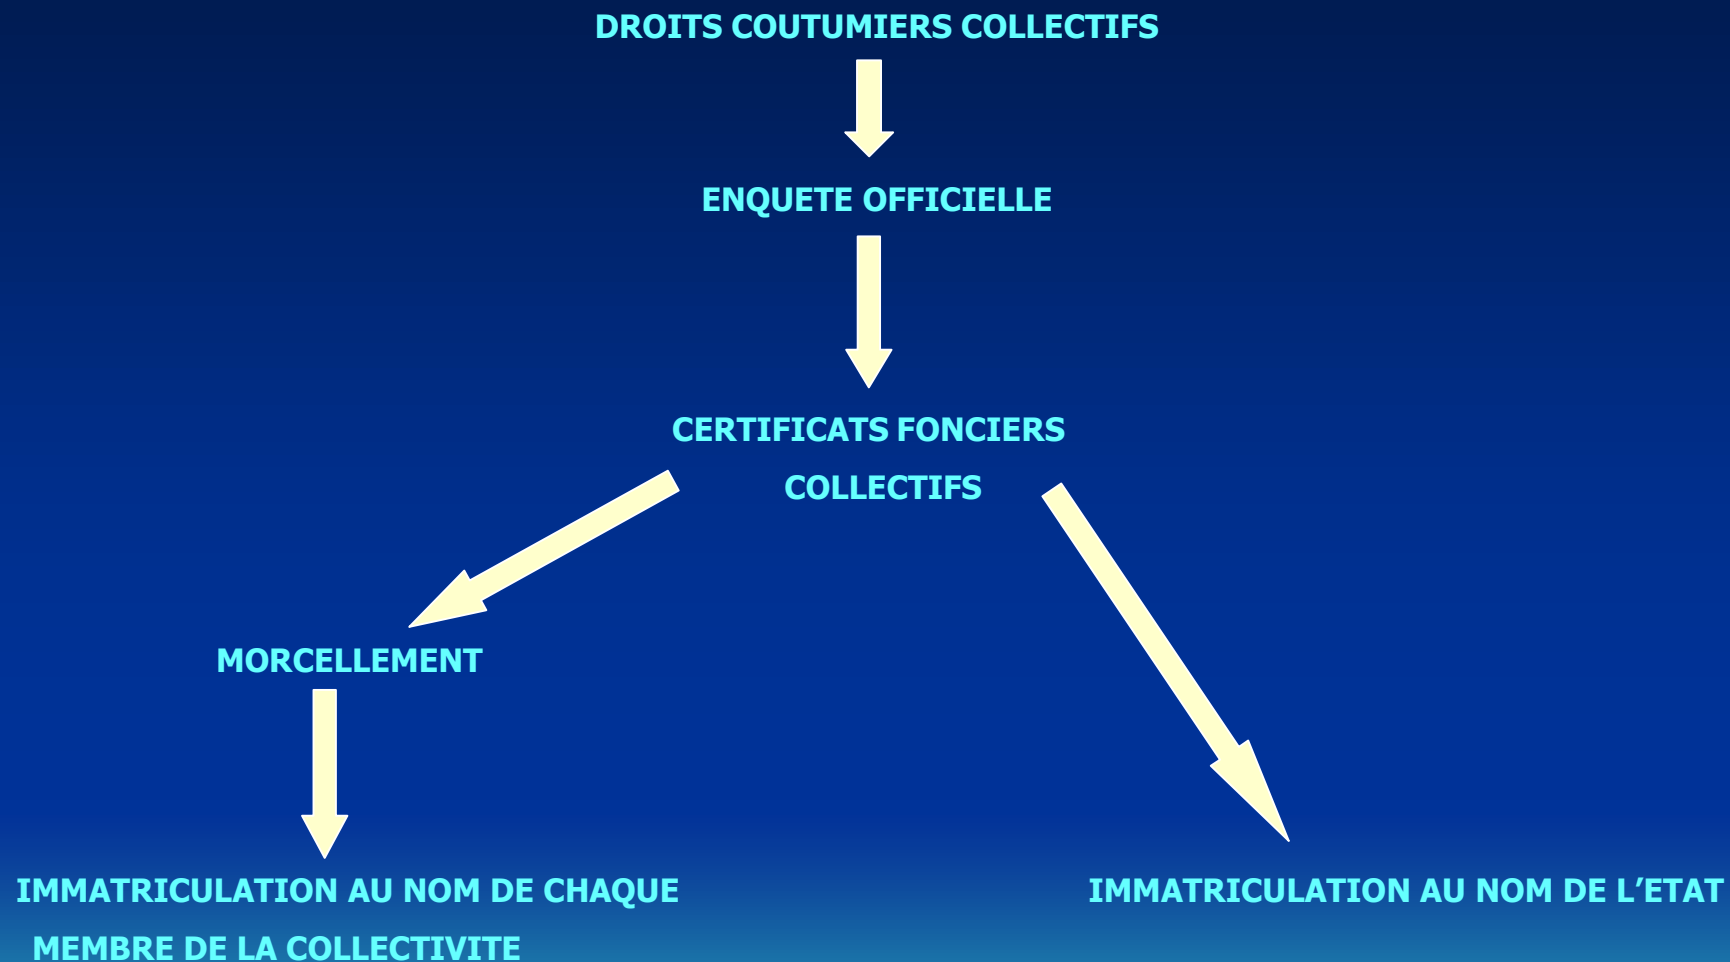 DROITS COUTUMIERS COLLECTIFS
ENQUETE OFFICIELLE
CERTIFICATS FONCIERS
COLLECTIFS
MORCELLEMENT
IMMATRICULATION AU NOM DE CHAQUE
MEMBRE DE LA COLLECTIVITE
IMMATRICULATION AU NOM DE L’ETAT